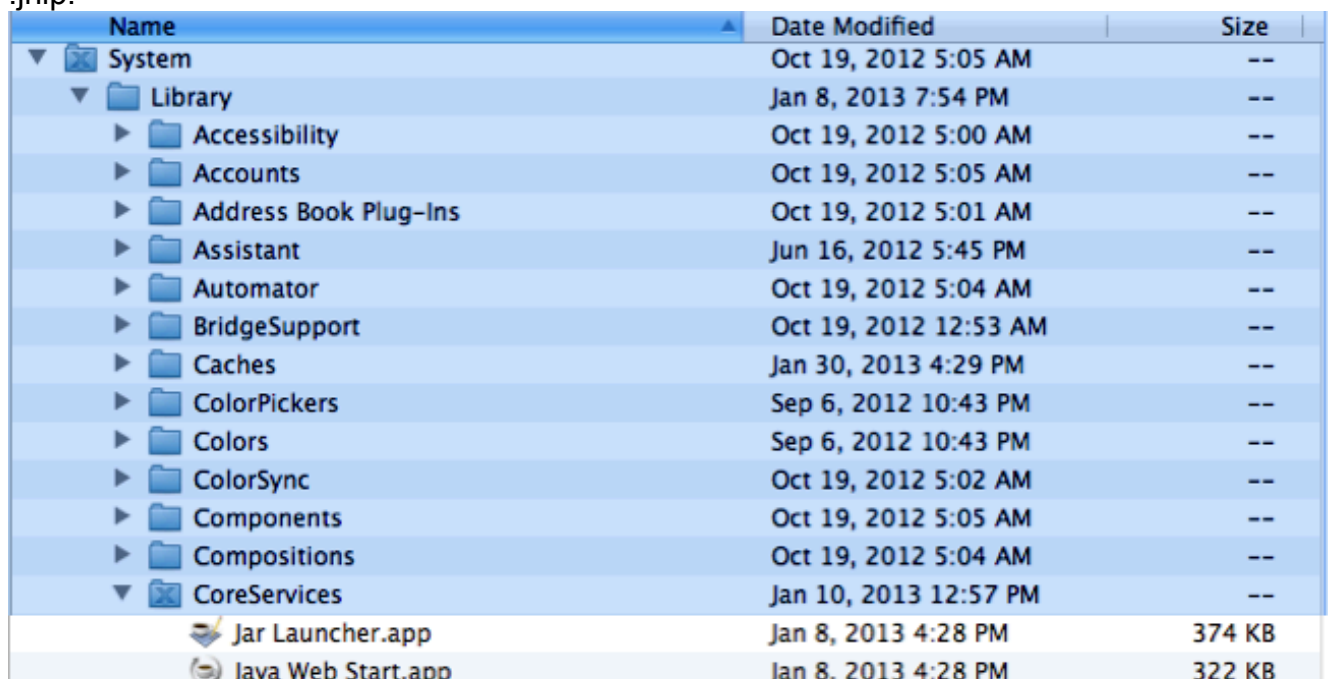 .jnlp.
Name Date Modified Size
System Oct 19, 2012 5:05 AM --
Library Jan 8, 2013 7:54 PM --
Accessibility Oct 19, 2012 5:00 AM --
Accounts Oct 19, 2012 5:05 AM --
Address Book Plug-Ins Oct 19, 2012 5:01 AM --
Assistant Jun 16, 2012 5:45 PM --
Automator Oct 19, 2012 5:04 AM --
BridgeSupport Oct 19, 2012 12:53 AM --
Caches Jan 30, 2013 4:29 PM --
ColorPickers Sep 6, 2012 10:43 PM --
Colors Sep 6, 2012 10:43 PM --
ColorSync Oct 19, 2012 5:02 AM --
Components Oct 19, 2012 5:05 AM --
Compositions Oct 19, 2012 5:04 AM --
CoreServices Jan 10, 2013 12:57 PM --
Jar Launcher.app Jan 8, 2013 4:28 PM 374 KB
Java Web Start.app Jan 8, 2013 4:28 PM 322 KB